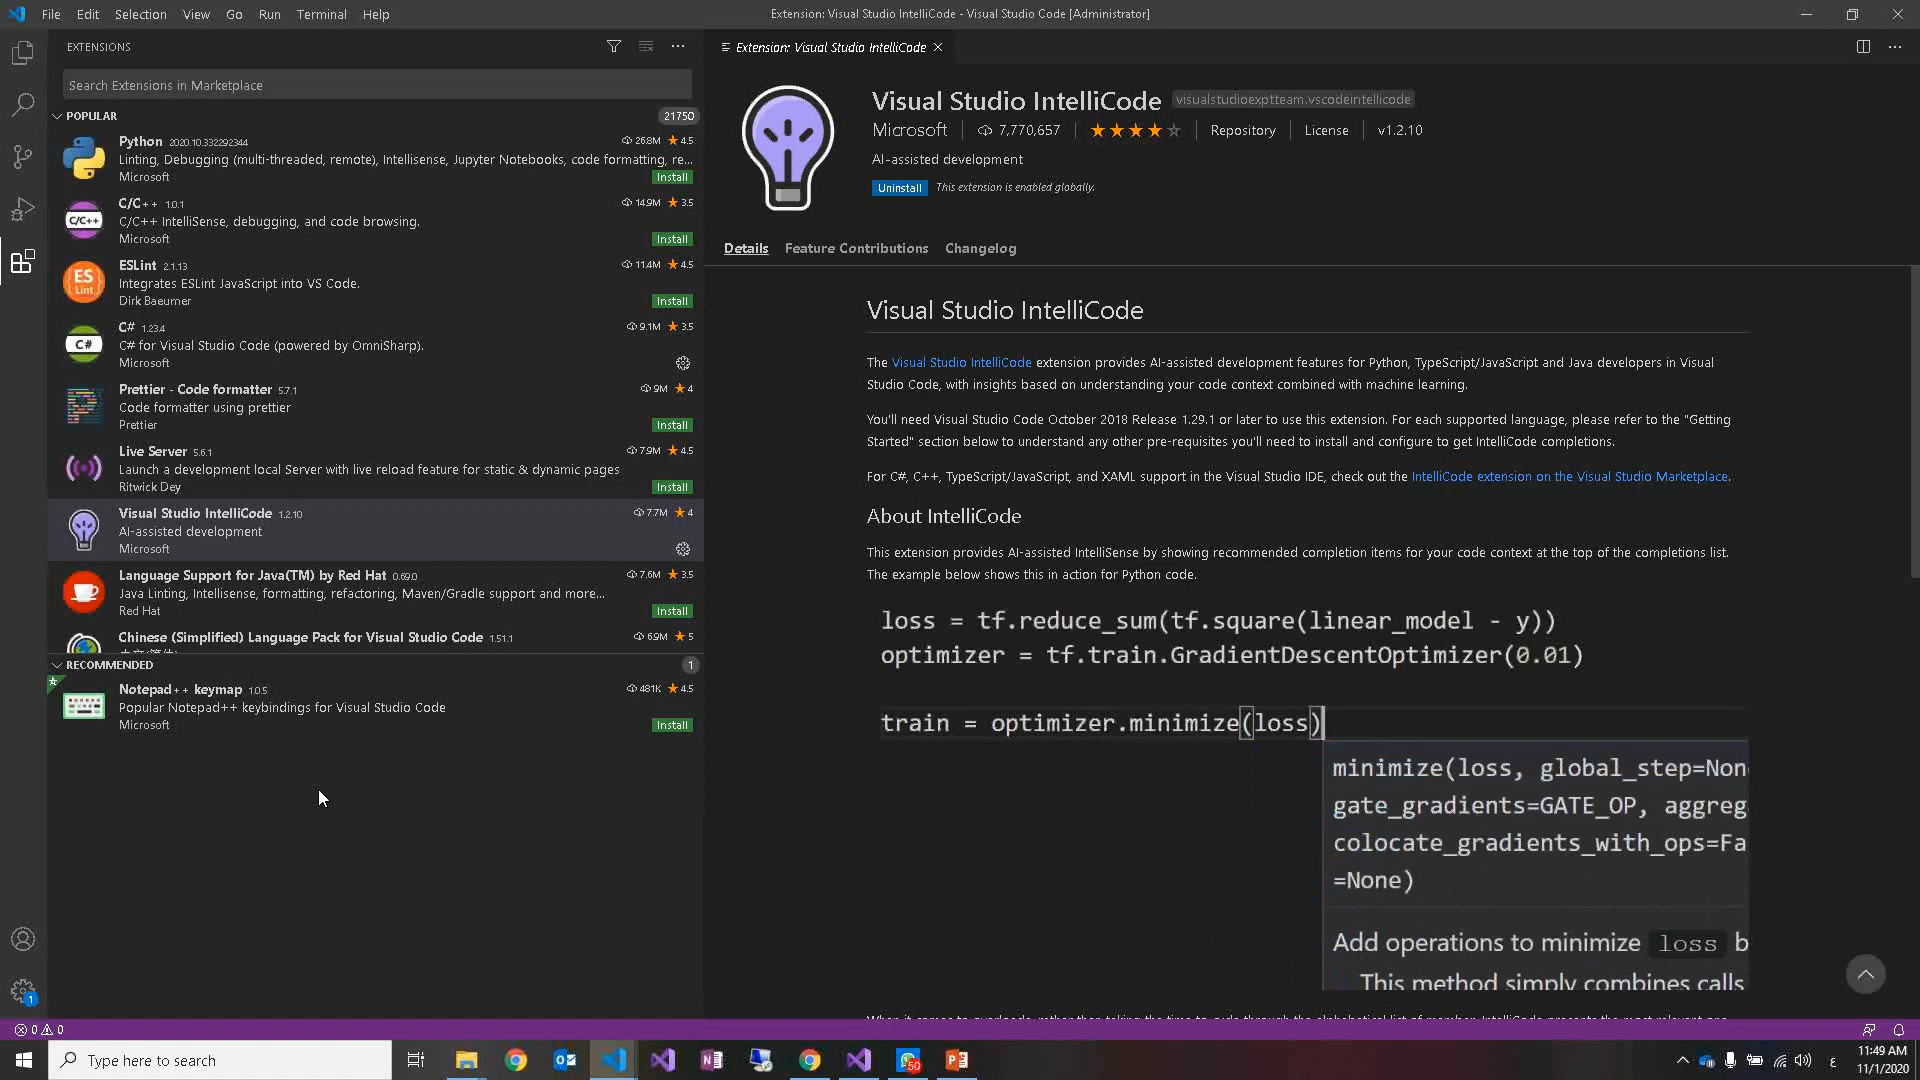 File Edit Selection View Go Run Terminal Help
Extension: Visual Studio IntelliCode - Visual Studio Code [Administrator]
EXTENSIONS
Search Extensions in Marketplace
POPULAR 21750
Python 2020.10.332292344 26.8M 4.5
Linting, Debugging (multi-threaded, remote), Intellisense, Jupyter Notebooks, code formatting, re...
Microsoft Install
C/C++
C/C++ 1.0.1 14.9M 3.5
C/C++ IntelliSense, debugging, and code browsing.
Microsoft Install
ES
Lint
ESLint 2.1.13 11.4M 4.5
Integrates ESLint JavaScript into VS Code.
Dirk Baeumer Install
C#
C# 1.23.4 9.1M 3.5
C# for Visual Studio Code (powered by OmniSharp).
Microsoft
Prettier - Code formatter 5.7.1 9M 4
Code formatter using prettier
Prettier Install
Live Server 5.6.1 7.9M 4.5
Launch a development local Server with live reload feature for static & dynamic pages
Ritwick Dey Install
Visual Studio IntelliCode 1.2.10 7.7M 4
AI-assisted development
Microsoft
Language Support for Java(TM) by Red Hat 0.69.0 7.6M 3.5
Java Linting, Intellisense, formatting, refactoring, Maven/Gradle support and more...
Red Hat Install
Chinese (Simplified) Language Pack for Visual Studio Code 1.51.1 6.9M 5
RECOMMENDED 1
Notepad++ keymap 1.0.5 481K 4.5
Popular Notepad++ keybindings for Visual Studio Code
Microsoft Install
1
Extension: Visual Studio IntelliCode
Visual Studio IntelliCode visualstudioexptteam.vscodeintellicode
Microsoft 7,770,657 Repository License v1.2.10
AI-assisted development
Uninstall This extension is enabled globally.
Details Feature Contributions Changelog
Visual Studio IntelliCode
The Visual Studio IntelliCode extension provides AI-assisted development features for Python, TypeScript/JavaScript and Java developers in Visual
Studio Code, with insights based on understanding your code context combined with machine learning.
You'll need Visual Studio Code October 2018 Release 1.29.1 or later to use this extension. For each supported language, please refer to the "Getting
Started" section below to understand any other pre-requisites you'll need to install and configure to get IntelliCode completions.
For C#, C++, TypeScript/JavaScript, and XAML support in the Visual Studio IDE, check out the IntelliCode extension on the Visual Studio Marketplace.
About IntelliCode
This extension provides AI-assisted IntelliSense by showing recommended completion items for your code context at the top of the completions list.
The example below shows this in action for Python code.
loss = tf.reduce_sum(tf.square(linear_model - y))
optimizer = tf.train.GradientDescentOptimizer(0.01)
train = optimizer.minimize(loss)
minimize(loss, global_step=Non
gate_gradients=GATE_OP, aggreg
colocate_gradients_with_ops=Fa
=None)
Add operations to minimize loss b
This method simply combines calls
0 0
Type here to search
50
ع
11:49 AM
11/1/2020